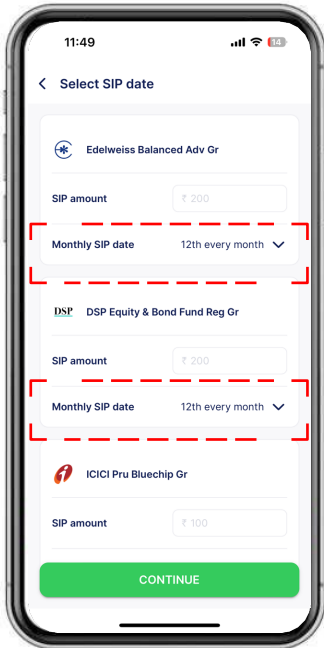 11:49
14
Select SIP date
Edelweiss Balanced Adv Gr
SIP amount ₹ 200
Monthly SIP date 12th every month
DSP DSP Equity & Bond Fund Reg Gr
SIP amount ₹ 200
Monthly SIP date 12th every month
ICICI Pru Bluechip Gr
SIP amount ₹ 100
CONTINUE